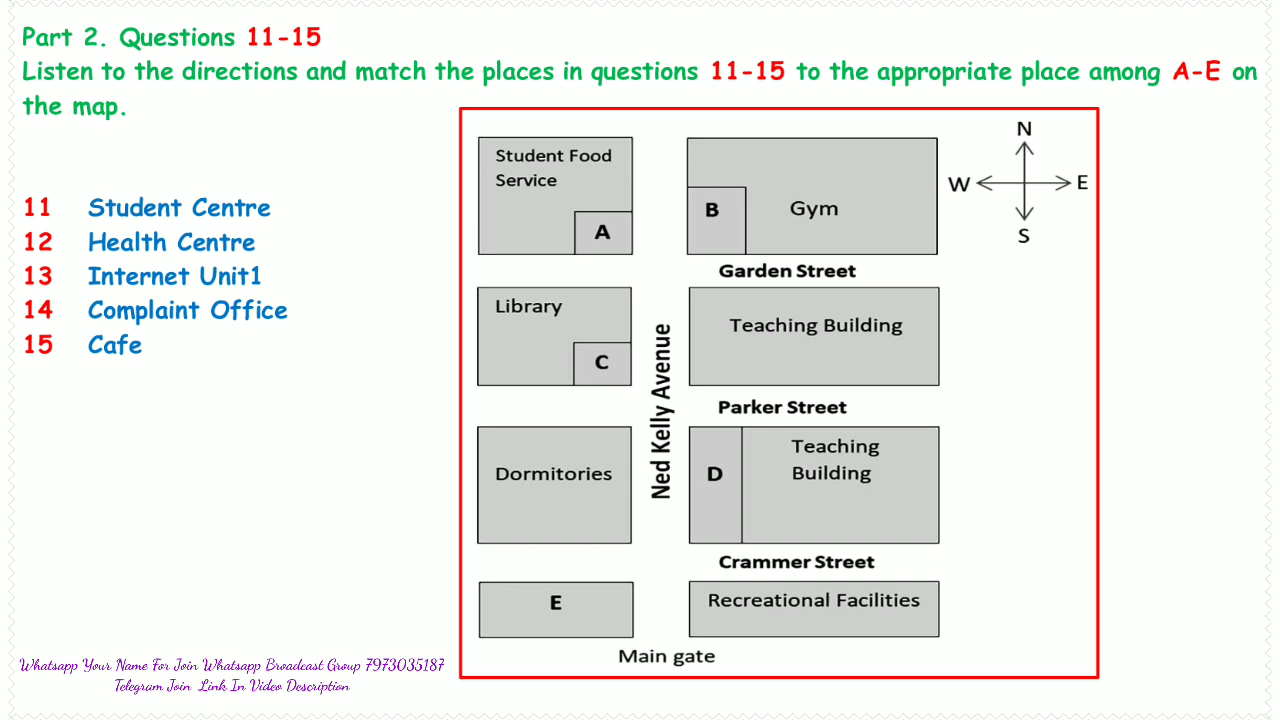 Part 2. Questions 11-15
Listen to the directions and match the places in questions 11-15 to the appropriate place among A-E on
the map.
11 Student Centre
12 Health Centre
13 Internet Unit1
14 Complaint Office
15 Cafe
N
W E
S
Student Food
Service
A
B
Gym
Garden Street
Library
C
Teaching Building
Ned Kelly Avenue
Parker Street
Dormitories
D
Teaching
Building
Crammer Street
E
Recreational Facilities
Main gate
Whatsapp Your Name For Join Whatsapp Broadcast Group 7973035187
Telegram Join Link In Video Description